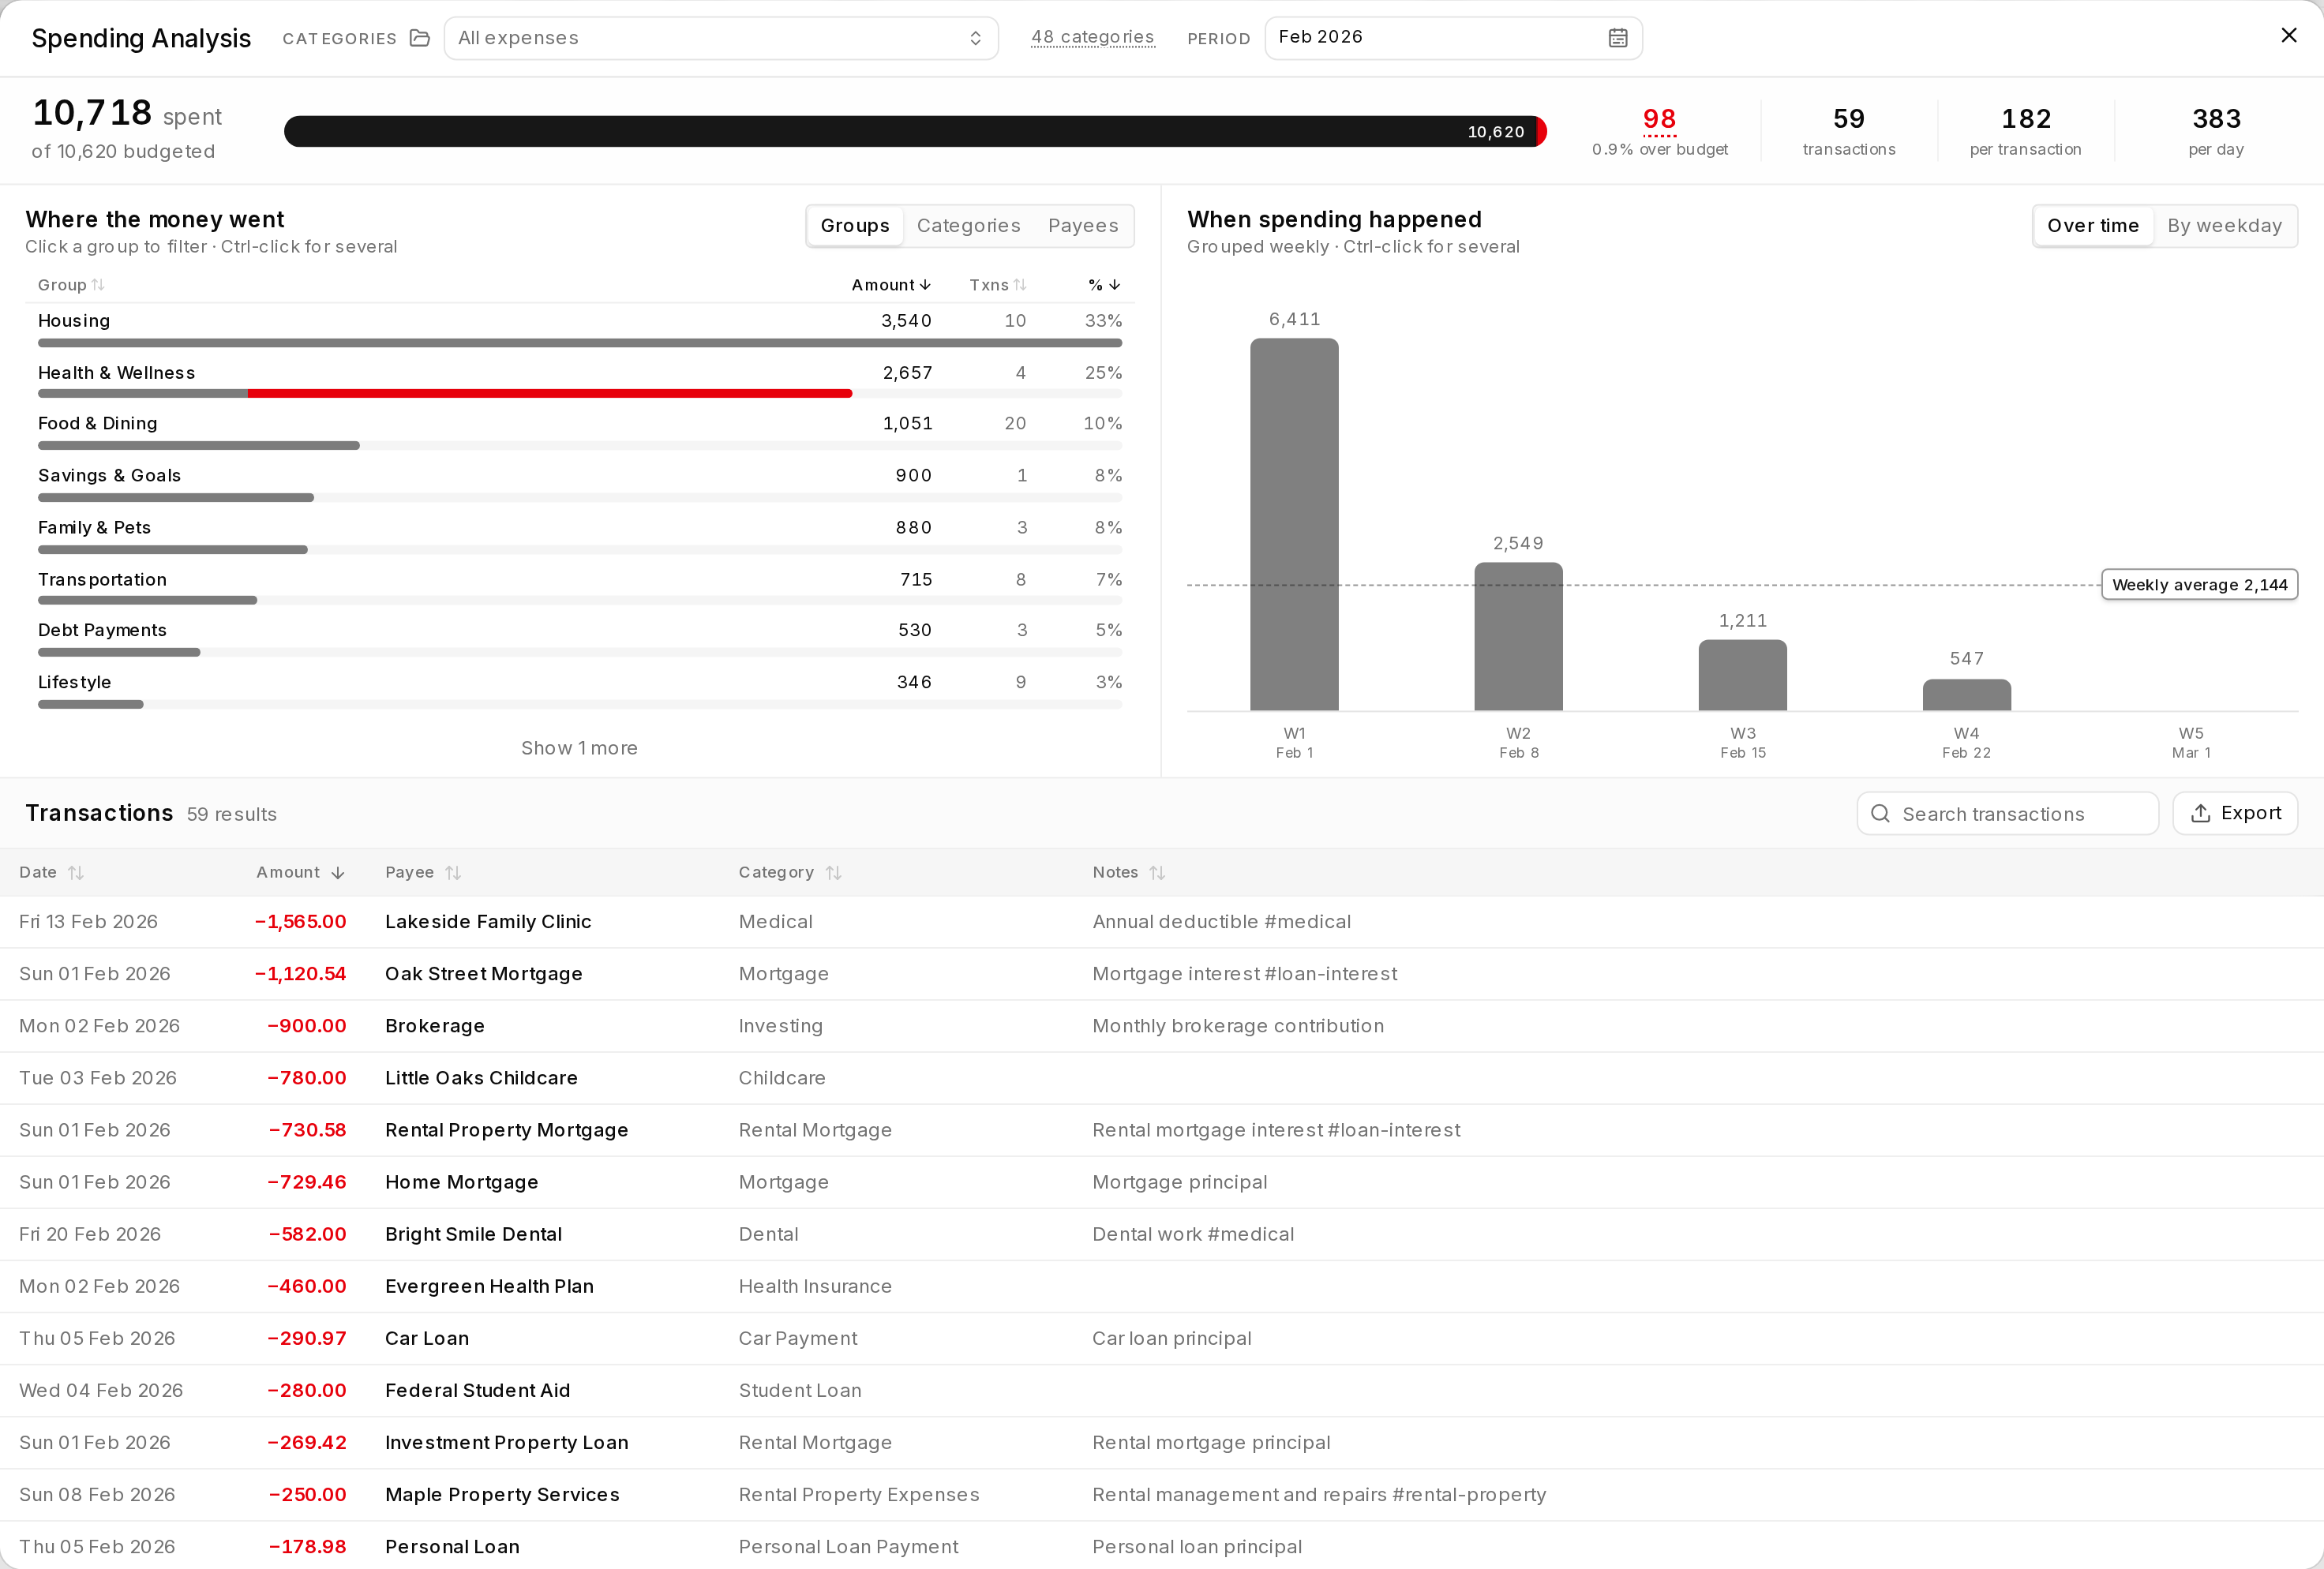 Spending Analysis CATEGORIES All expenses 48 categories PERIOD Feb 2026
10,718 spent
of 10,620 budgeted
10,620
98
0.9% over budget
59
transactions
182
per transaction
383
per day
Where the money went
Click a group to filter · Ctrl-click for several
Groups Categories Payees
Group Amount Txns %
Housing 3,540 10 33%
Health & Wellness 2,657 4 25%
Food & Dining 1,051 20 10%
Savings & Goals 900 1 8%
Family & Pets 880 3 8%
Transportation 715 8 7%
Debt Payments 530 3 5%
Lifestyle 346 9 3%
Show 1 more
When spending happened
Grouped weekly · Ctrl-click for several
Over time By weekday
6,411
2,549
Weekly average 2,144
1,211
547
W1 W2 W3 W4 W5
Feb 1 Feb 8 Feb 15 Feb 22 Mar 1
Transactions 59 results
Search transactions Export
Date Amount Payee Category Notes
Fri 13 Feb 2026 −1,565.00 Lakeside Family Clinic Medical Annual deductible #medical
Sun 01 Feb 2026 −1,120.54 Oak Street Mortgage Mortgage Mortgage interest #loan-interest
Mon 02 Feb 2026 −900.00 Brokerage Investing Monthly brokerage contribution
Tue 03 Feb 2026 −780.00 Little Oaks Childcare Childcare
Sun 01 Feb 2026 −730.58 Rental Property Mortgage Rental Mortgage Rental mortgage interest #loan-interest
Sun 01 Feb 2026 −729.46 Home Mortgage Mortgage Mortgage principal
Fri 20 Feb 2026 −582.00 Bright Smile Dental Dental Dental work #medical
Mon 02 Feb 2026 −460.00 Evergreen Health Plan Health Insurance
Thu 05 Feb 2026 −290.97 Car Loan Car Payment Car loan principal
Wed 04 Feb 2026 −280.00 Federal Student Aid Student Loan
Sun 01 Feb 2026 −269.42 Investment Property Loan Rental Mortgage Rental mortgage principal
Sun 08 Feb 2026 −250.00 Maple Property Services Rental Property Expenses Rental management and repairs #rental-property
Thu 05 Feb 2026 −178.98 Personal Loan Personal Loan Payment Personal loan principal